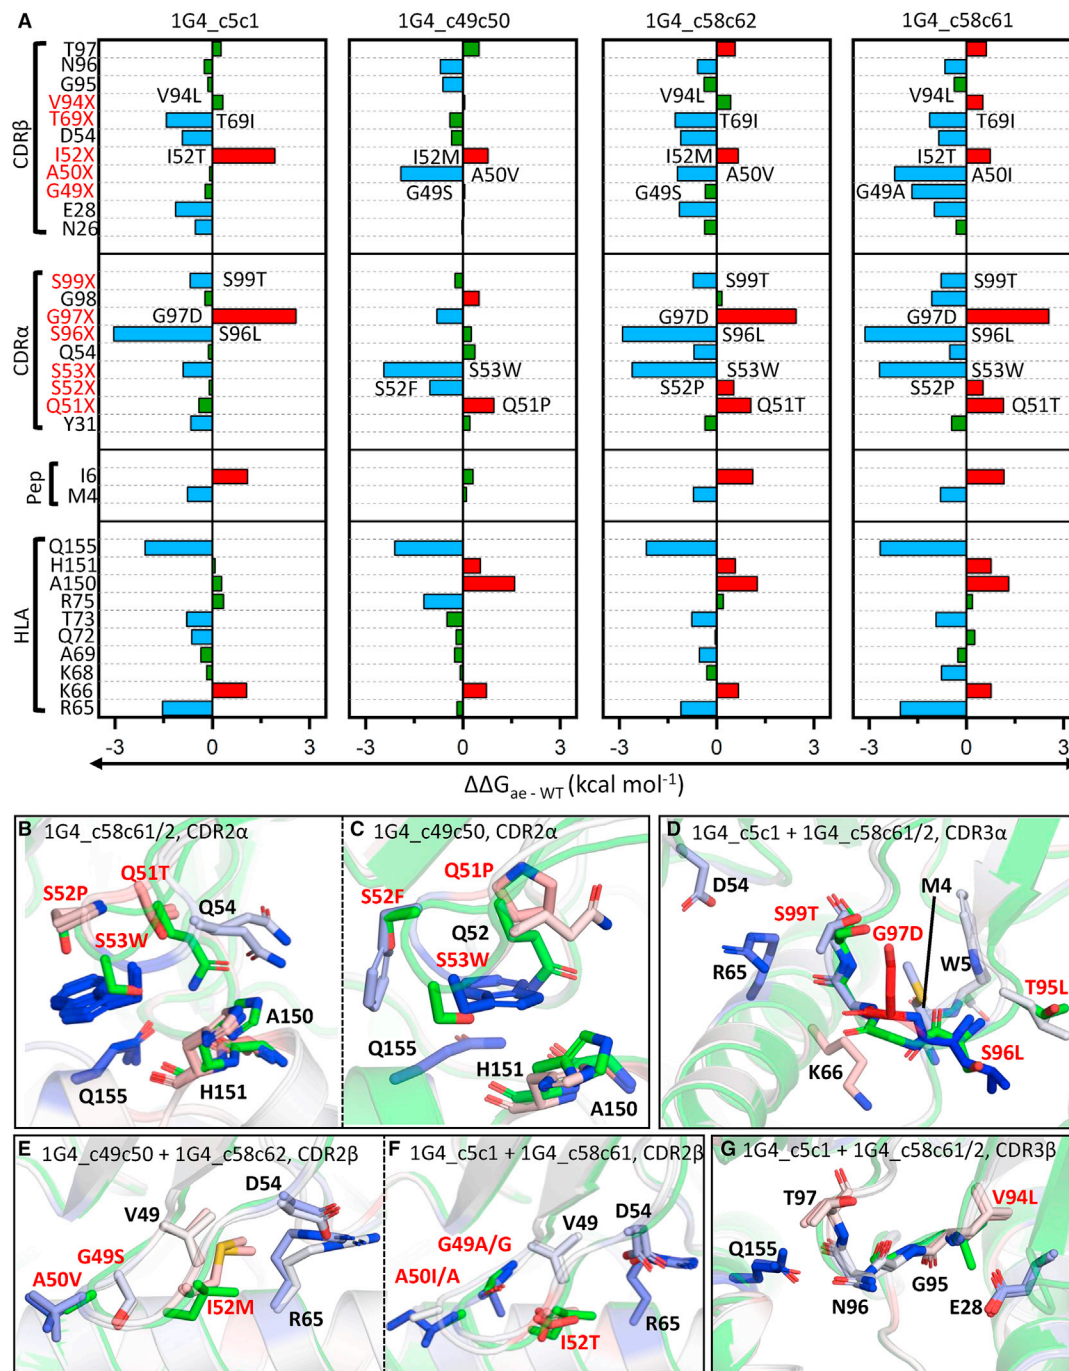 A
1G4_c5c1 1G4_c49c50 1G4_c58c62 1G4_c58c61
CDRβ
T97
N96
G95
V94X V94L V94L V94L
T69X T69I T69I T69I
D54
I52X I52T I52M I52M I52T
A50X A50V A50V A50I
G49X G49S G49S G49A
E28
N26
CDRα
S99X S99T S99T S99T
G98
G97X G97D G97D G97D
S96X S96L S96L S96L
Q54
S53X S53W S53W S53W
S52X S52F S52P S52P
Q51X Q51P Q51T Q51T
Y31
Pep
I6
M4
HLA
Q155
H151
A150
R75
T73
Q72
A69
K68
K66
R65
-3 0 3 -3 0 3 -3 0 3 -3 0 3
ΔΔG ae - WT (kcal mol-1)
B 1G4_c58c61/2, CDR2α
Q51T
S52P
Q54
S53W
A150
Q155
H151
C 1G4_c49c50, CDR2α
Q51P
S52F
Q52
S53W
Q155
H151
A150
D 1G4_c5c1 + 1G4_c58c61/2, CDR3α
D54
M4
S99T
G97D
R65
W5
T95L
S96L
K66
E 1G4_c49c50 + 1G4_c58c62, CDR2β
D54
V49
G49S
A50V
I52M
R65
F 1G4_c5c1 + 1G4_c58c61, CDR2β
D54
V49
G49A/G
A50I/A
R65
I52T
G 1G4_c5c1 + 1G4_c58c61/2, CDR3β
T97
V94L
Q155
G95
N96
E28